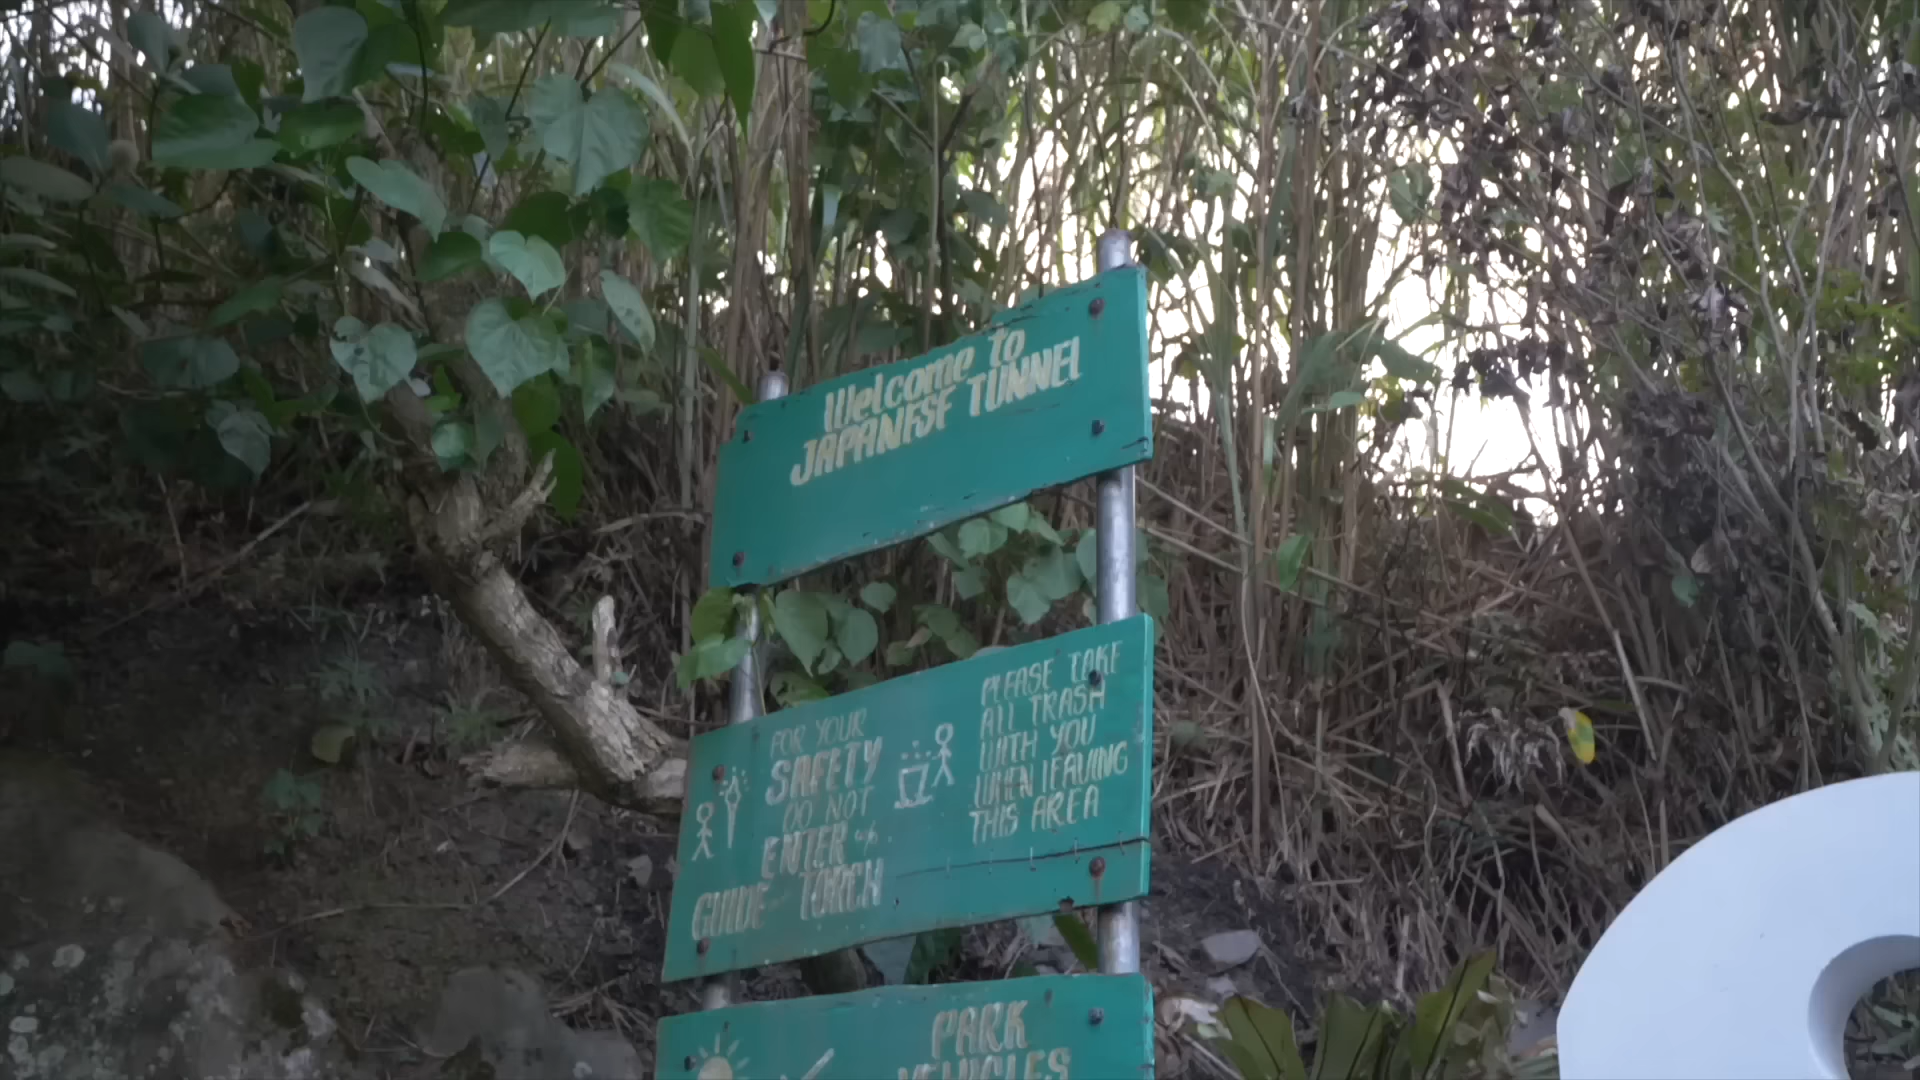 Welcome to
JAPANESE TUNNEL
FOR YOUR
SAFETY
DO NOT
ENTER
GUIDE TORCH
PLEASE TAKE
ALL TRASH
WITH YOU
WHEN LEAVING
THIS AREA
PARK
VEHICLES